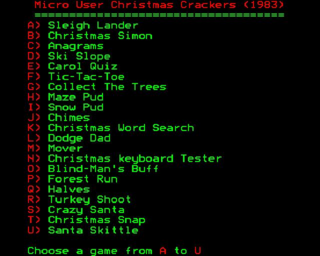 Micro User Christmas Crackers (1983)
====================================
A) Sleigh Lander
B) Christmas Simon
C) Anagrams
D) Ski Slope
E) Carol Quiz
F) Tic-Tac-Toe
G) Collect The Trees
H) Maze Pud
I) Snow Pud
J) Chimes
K) Christmas Word Search
L) Dodge Dad
M) Mover
N) Christmas keyboard Tester
O) Blind-Man's Buff
P) Forest Run
Q) Halves
R) Turkey Shoot
S) Crazy Santa
T) Christmas Snap
U) Santa Skittle
Choose a game from A to U